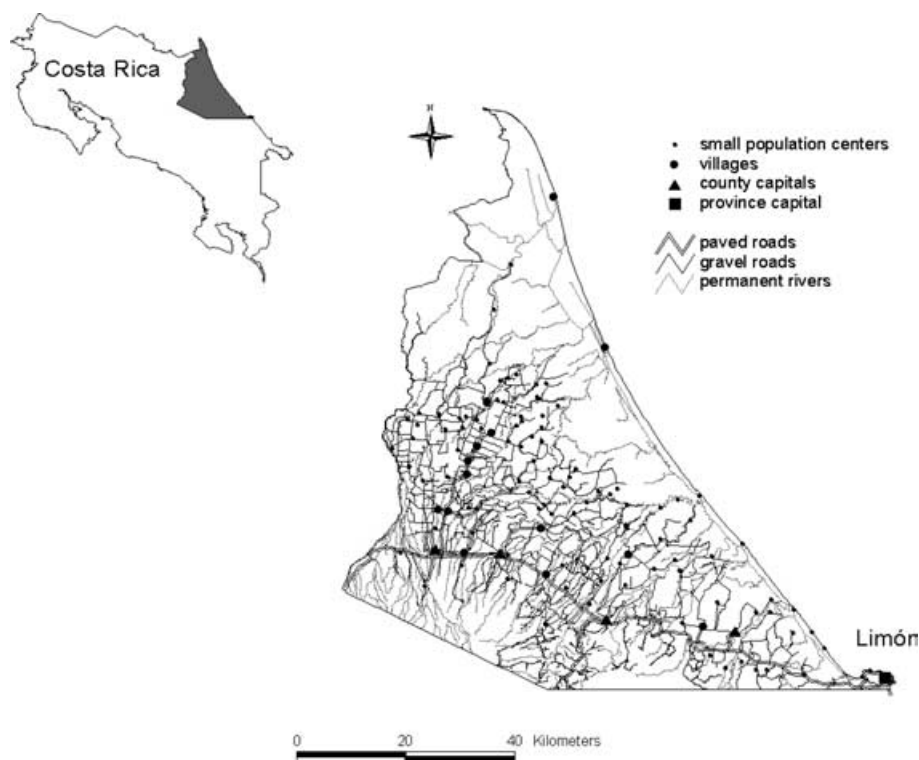 Costa Rica
N
small population centers
villages
county capitals
province capital
paved roads
gravel roads
permanent rivers
Limón
0 20 40 Kilometers